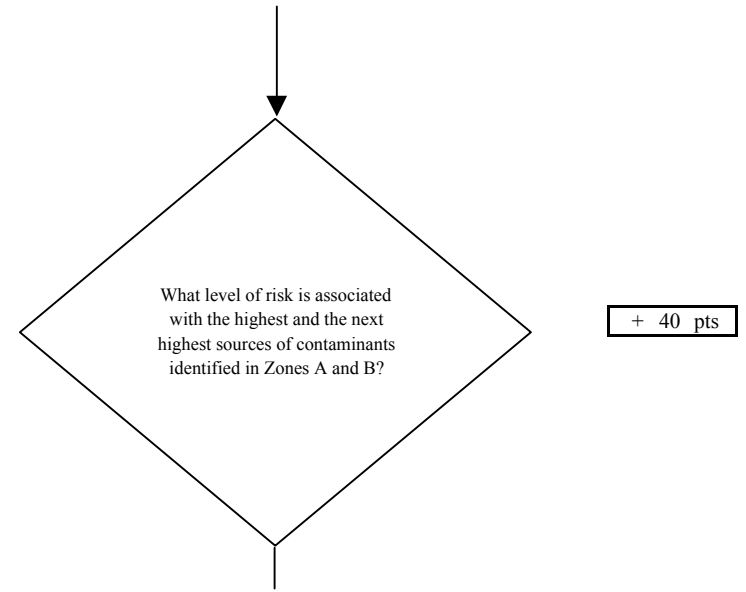 What level of risk is associated
with the highest and the next
highest sources of contaminants
identified in Zones A and B?
+ 40 pts